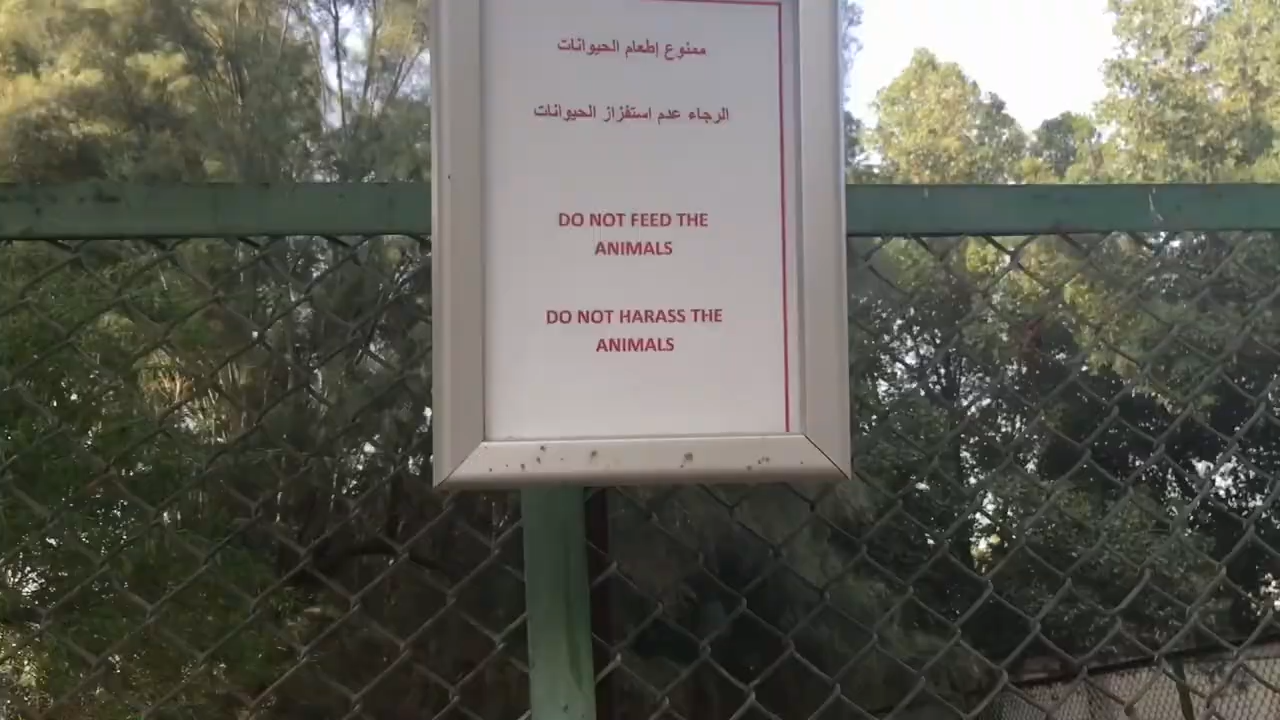 ممنوع إطعام الحيوانات
الرجاء عدم استفزاز الحيوانات
DO NOT FEED THE
ANIMALS
DO NOT HARASS THE
ANIMALS